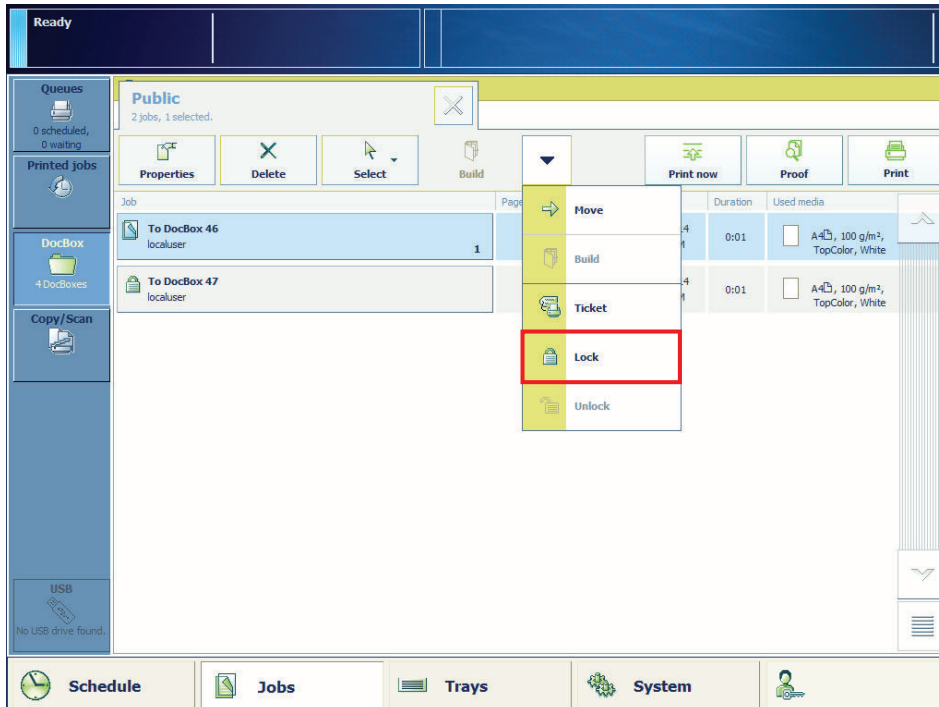 Ready
Queues
0 scheduled,
0 waiting
Printed jobs
DocBox
4 DocBoxes
Copy/Scan
USB
No USB drive found.
Public
2 jobs, 1 selected.
Properties
Delete
Select
Build
Print now
Proof
Print
Job
Page
Duration
Used media
To DocBox 46
localuser
1
.4
0:01
A4, 100 g/m²,
TopColor, White
To DocBox 47
localuser
.4
0:01
A4, 100 g/m²,
TopColor, White
Move
Build
Ticket
Lock
Unlock
Schedule
Jobs
Trays
System